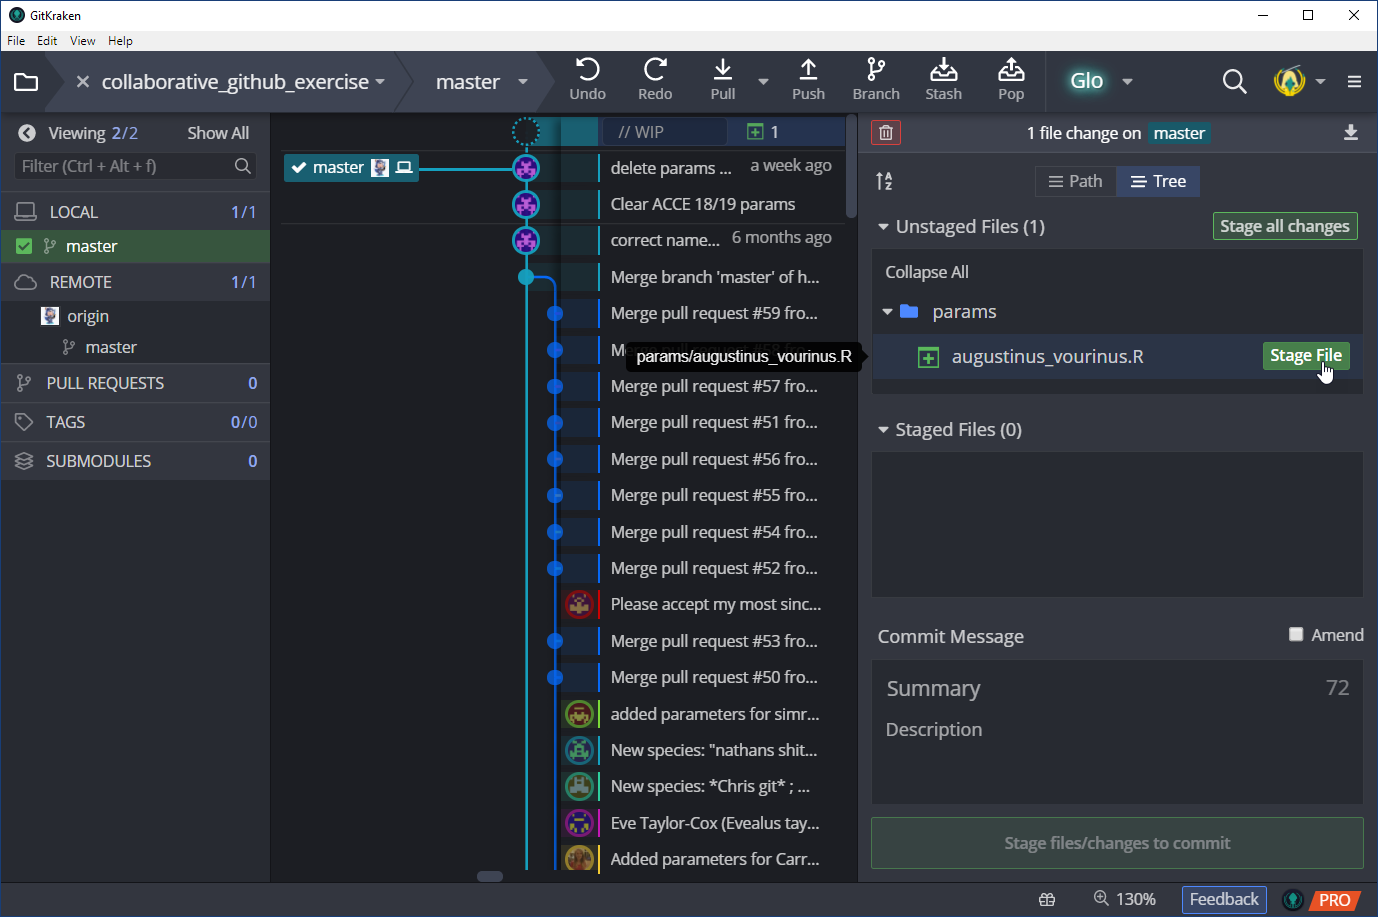 GitKraken
File Edit View Help
collaborative_github_exercise
master
Undo
Redo
Pull
Push
Branch
Stash
Pop
Glo
Viewing 2/2 Show All
Filter (Ctrl + Alt + f)
LOCAL 1/1
master
REMOTE 1/1
origin
master
PULL REQUESTS 0
TAGS 0/0
SUBMODULES 0
master
// WIP 1
delete params ... a week ago
Clear ACCE 18/19 params
correct name... 6 months ago
Merge branch 'master' of h...
Merge pull request #59 fro...
params/augustinus_vourinus.R
Merge pull request #57 fro...
Merge pull request #51 fro...
Merge pull request #56 fro...
Merge pull request #55 fro...
Merge pull request #54 fro...
Merge pull request #52 fro...
Please accept my most sinc...
Merge pull request #53 fro...
Merge pull request #50 fro...
added parameters for simr...
New species: "nathans shit...
New species: *Chris git* ; ...
Eve Taylor-Cox (Evealus tay...
Added parameters for Carr...
1 file change on master
Path Tree
Unstaged Files (1) Stage all changes
Collapse All
params
augustinus_vourinus.R Stage File
Staged Files (0)
Commit Message Amend
Summary 72
Description
Stage files/changes to commit
130% Feedback PRO